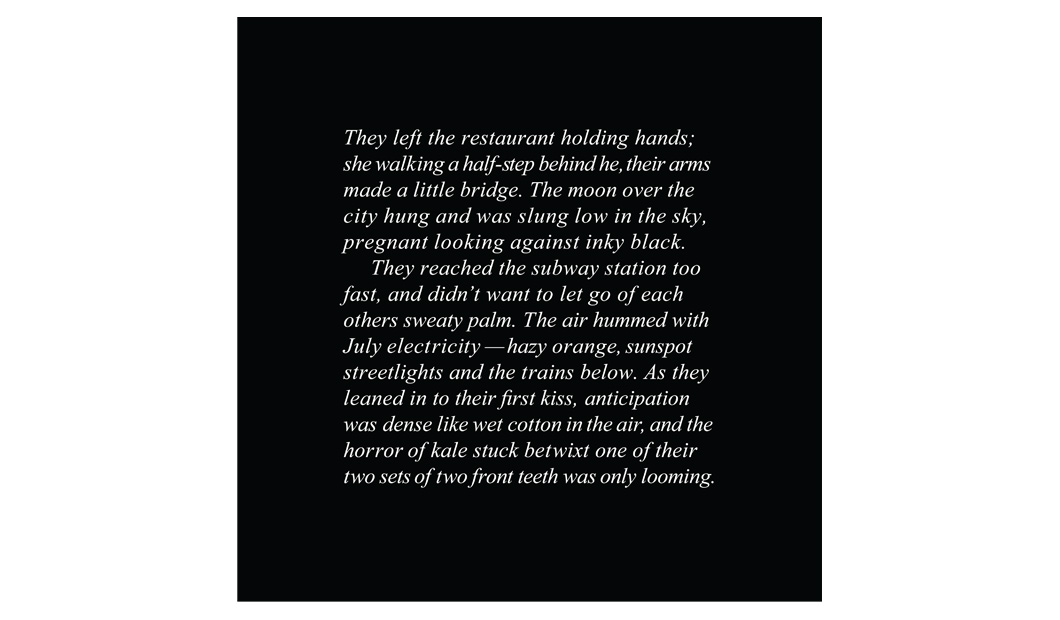 They left the restaurant holding hands;
she walking a half-step behind he, their arms
made a little bridge. The moon over the
city hung and was slung low in the sky,
pregnant looking against inky black.
They reached the subway station too
fast, and didn’t want to let go of each
others sweaty palm. The air hummed with
July electricity — hazy orange, sunspot
streetlights and the trains below. As they
leaned in to their first kiss, anticipation
was dense like wet cotton in the air, and the
horror of kale stuck betwixt one of their
two sets of two front teeth was only looming.